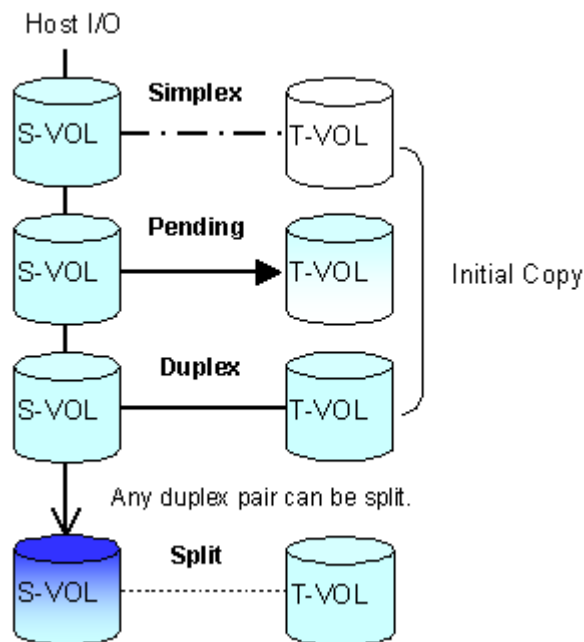 Host I/O
Simplex
S-VOL
T-VOL
Pending
S-VOL
T-VOL
Initial Copy
Duplex
S-VOL
T-VOL
Any duplex pair can be split.
Split
S-VOL
T-VOL